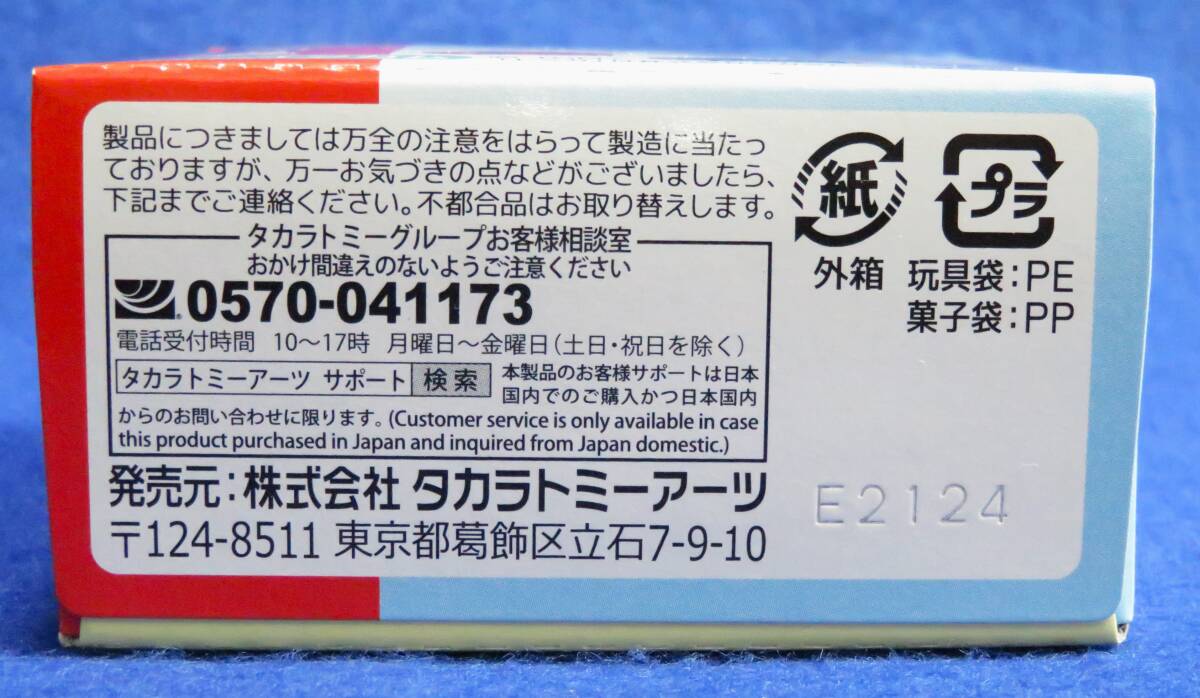 製品につきましては万全の注意をはらって製造に当たっ
ておりますが、万一お気づきの点などがございましたら、
下記までご連絡ください。不都合品はお取り替えします。
タカラトミーグループお客様相談室
おかけ間違えのないようご注意ください
0570-041173
電話受付時間 10〜17時 月曜日〜金曜日(土日・祝日を除く)
タカラトミーアーツ サポート 検索
本製品のお客様サポートは日本
国内でのご購入かつ日本国内
からのお問い合わせに限ります。(Customer service is only available in case
this product purchased in Japan and inquired from Japan domestic.)
発売元:株式会社 タカラトミーアーツ
〒124-8511 東京都葛飾区立石7-9-10
紙
プラ
外箱
玩具袋:PE
菓子袋:PP
E2124